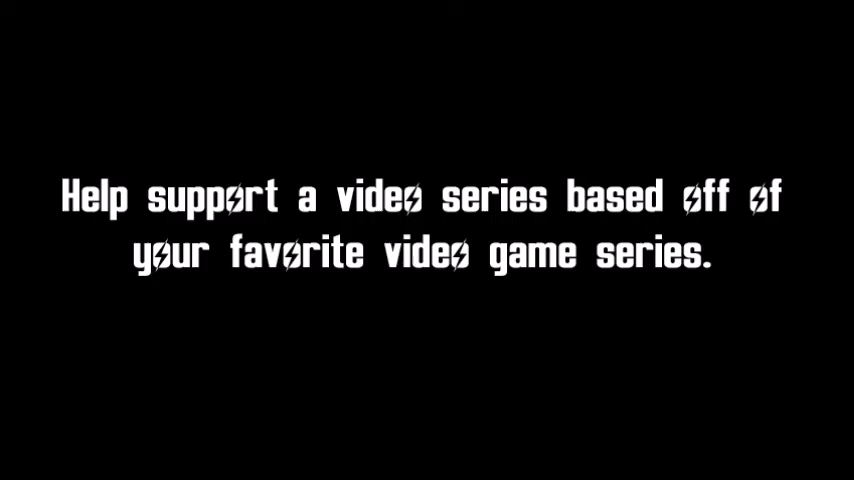 Help support a video series based off of
your favorite video game series.